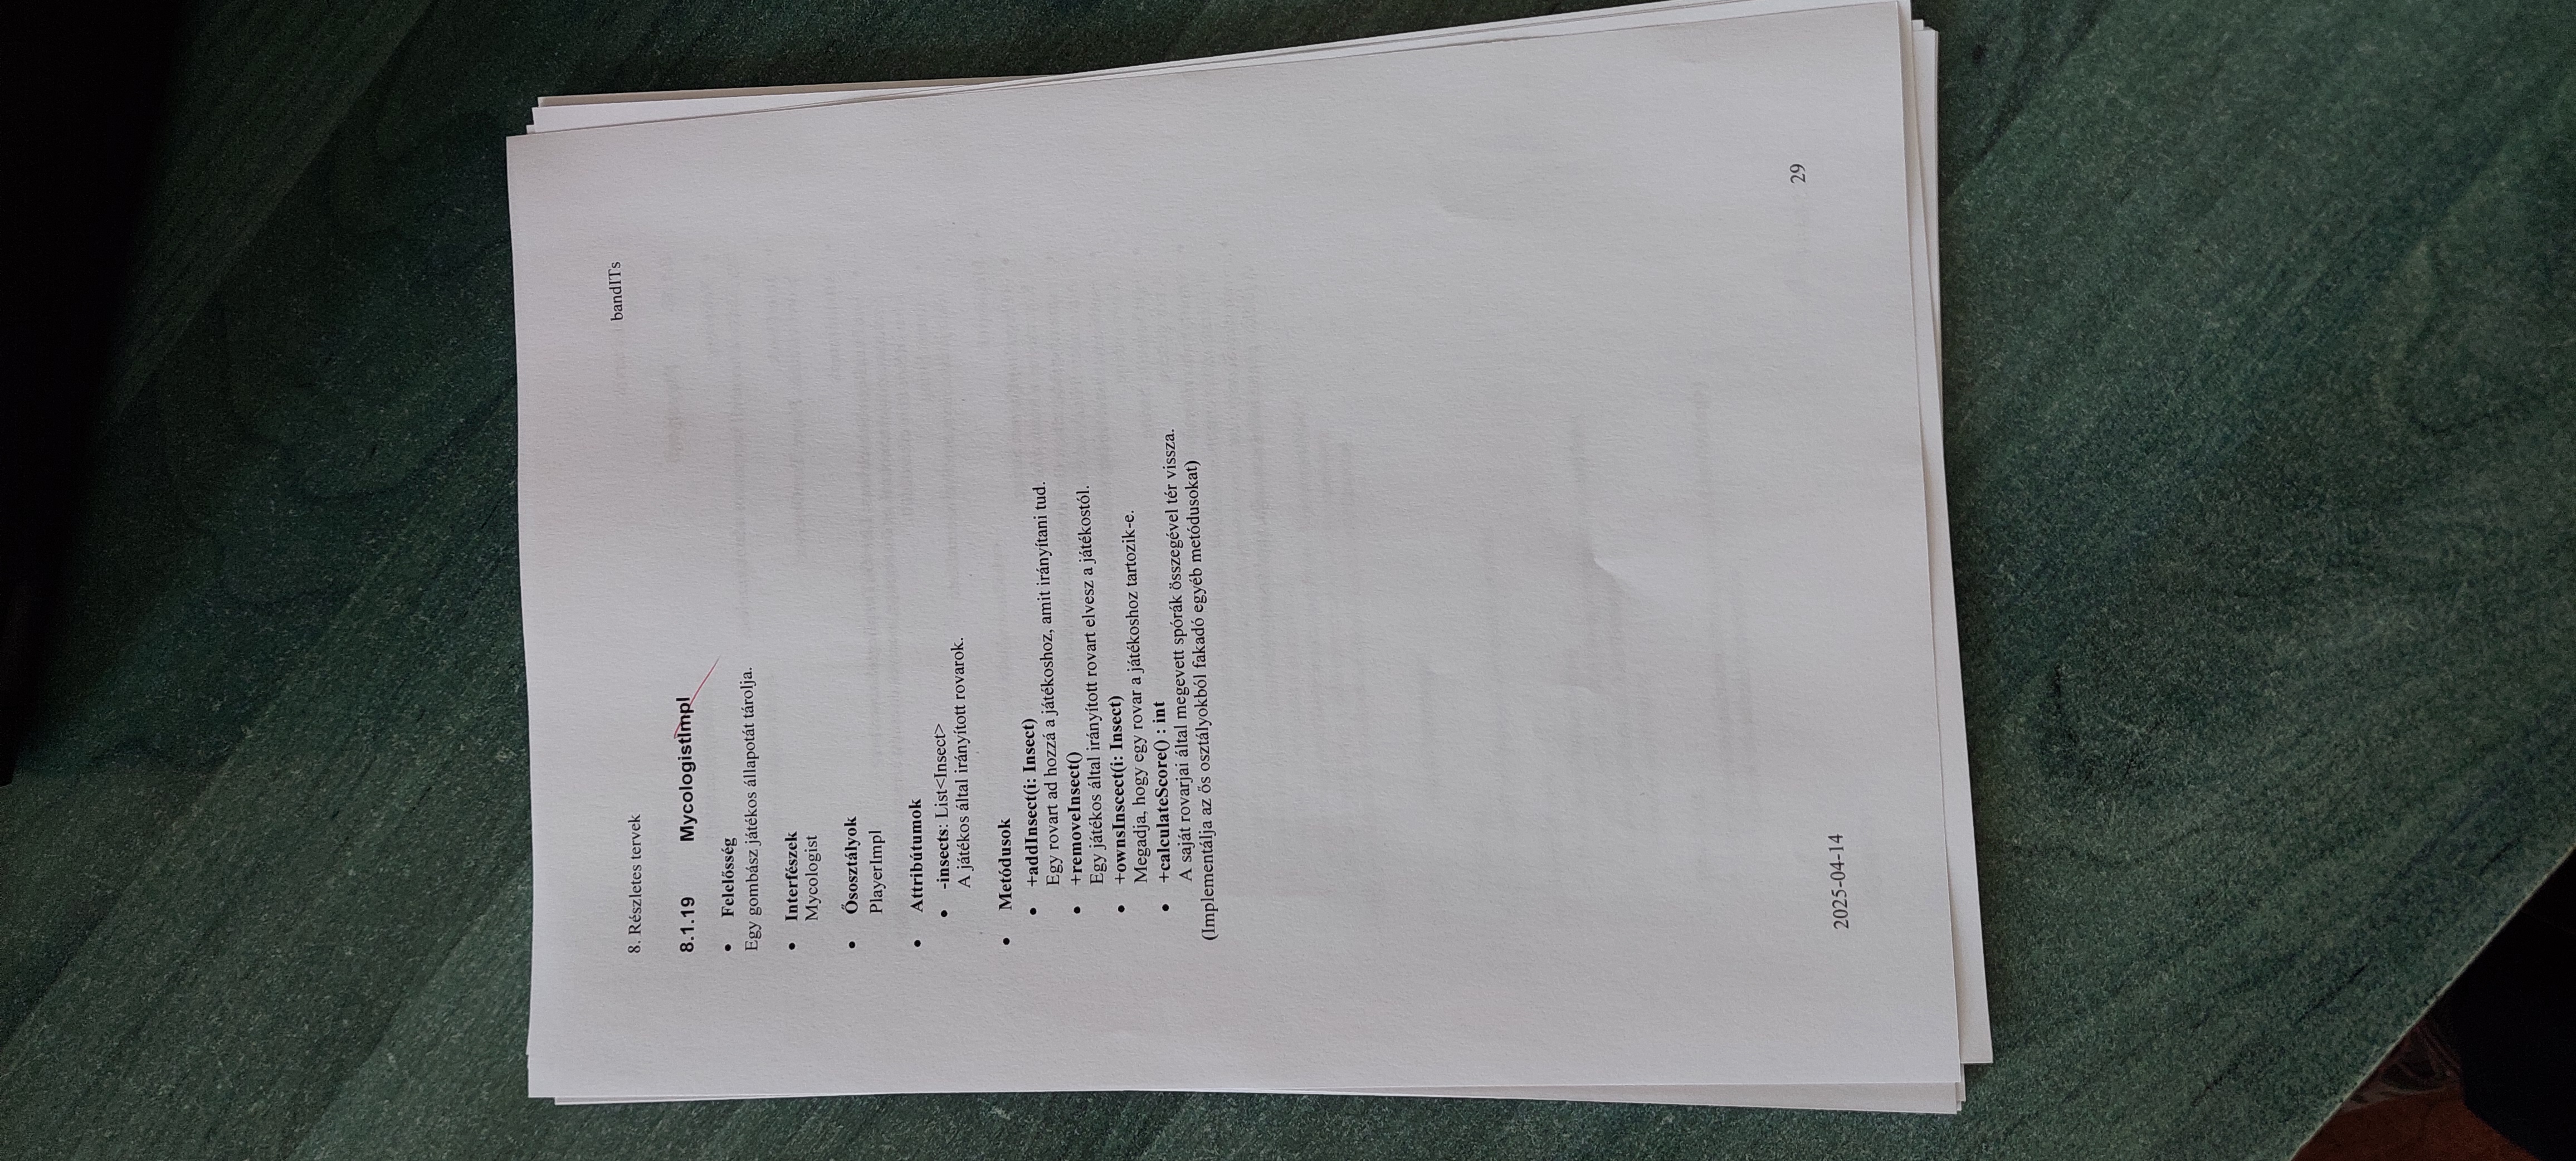 8. Részletes tervek bandITs
8.1.19 MycologistImpl
• Felelősség
Egy gombász játékos állapotát tárolja.
• Interfészek
Mycologist
• Ősosztályok
PlayerImpl
• Attribútumok
• -insects: List<Insect>
A játékos által irányított rovarok.
• Metódusok
• +addInsect(i: Insect)
Egy rovart ad hozzá a játékoshoz, amit irányítani tud.
• +removeInsect()
Egy játékos által irányított rovart elvesz a játékostól.
• +ownsInscect(i: Insect)
Megadja, hogy egy rovar a játékoshoz tartozik-e.
• +calculateScore() : int
A saját rovarjai által megevett spórák összegével tér vissza.
(Implementálja az ős osztályokból fakadó egyéb metódusokat)
29
2025-04-14